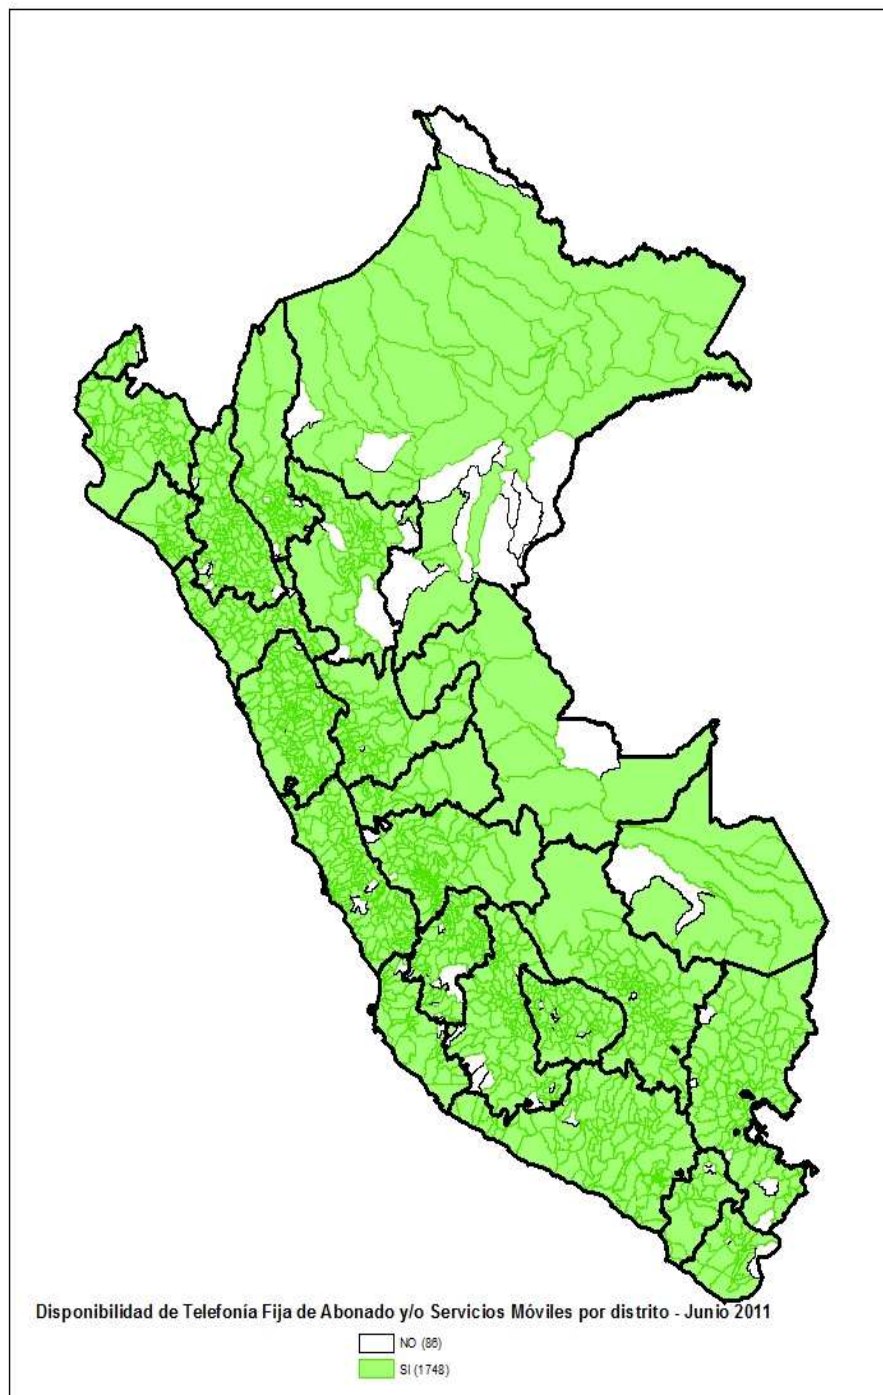 Disponibilidad de Telefonía Fija de Abonado y/o Servicios Móviles por distrito - Junio 2011
NO (86)
SI (1748)